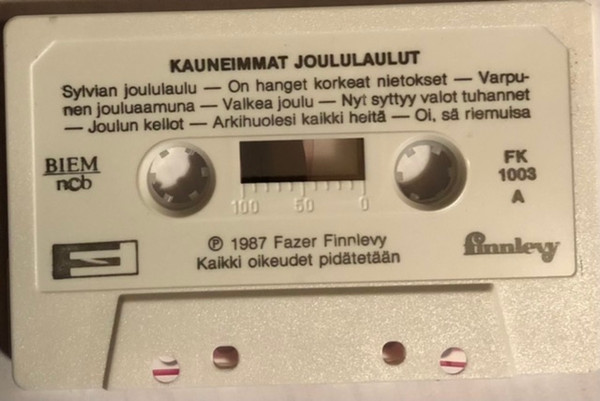 KAUNEIMMAT JOULULAULUT
Sylvian joululaulu — On hanget korkeat nietokset — Varpu-
nen jouluaamuna — Valkea joulu — Nyt syttyy valot tuhannet
— Joulun kellot — Arkihuolesi kaikki heitä — Oi, sä riemuisa
BIEM
ncb
FK
1003
A
100 50 0
℗ 1987 Fazer Finnlevy
Kaikki oikeudet pidätetään
finnlevy